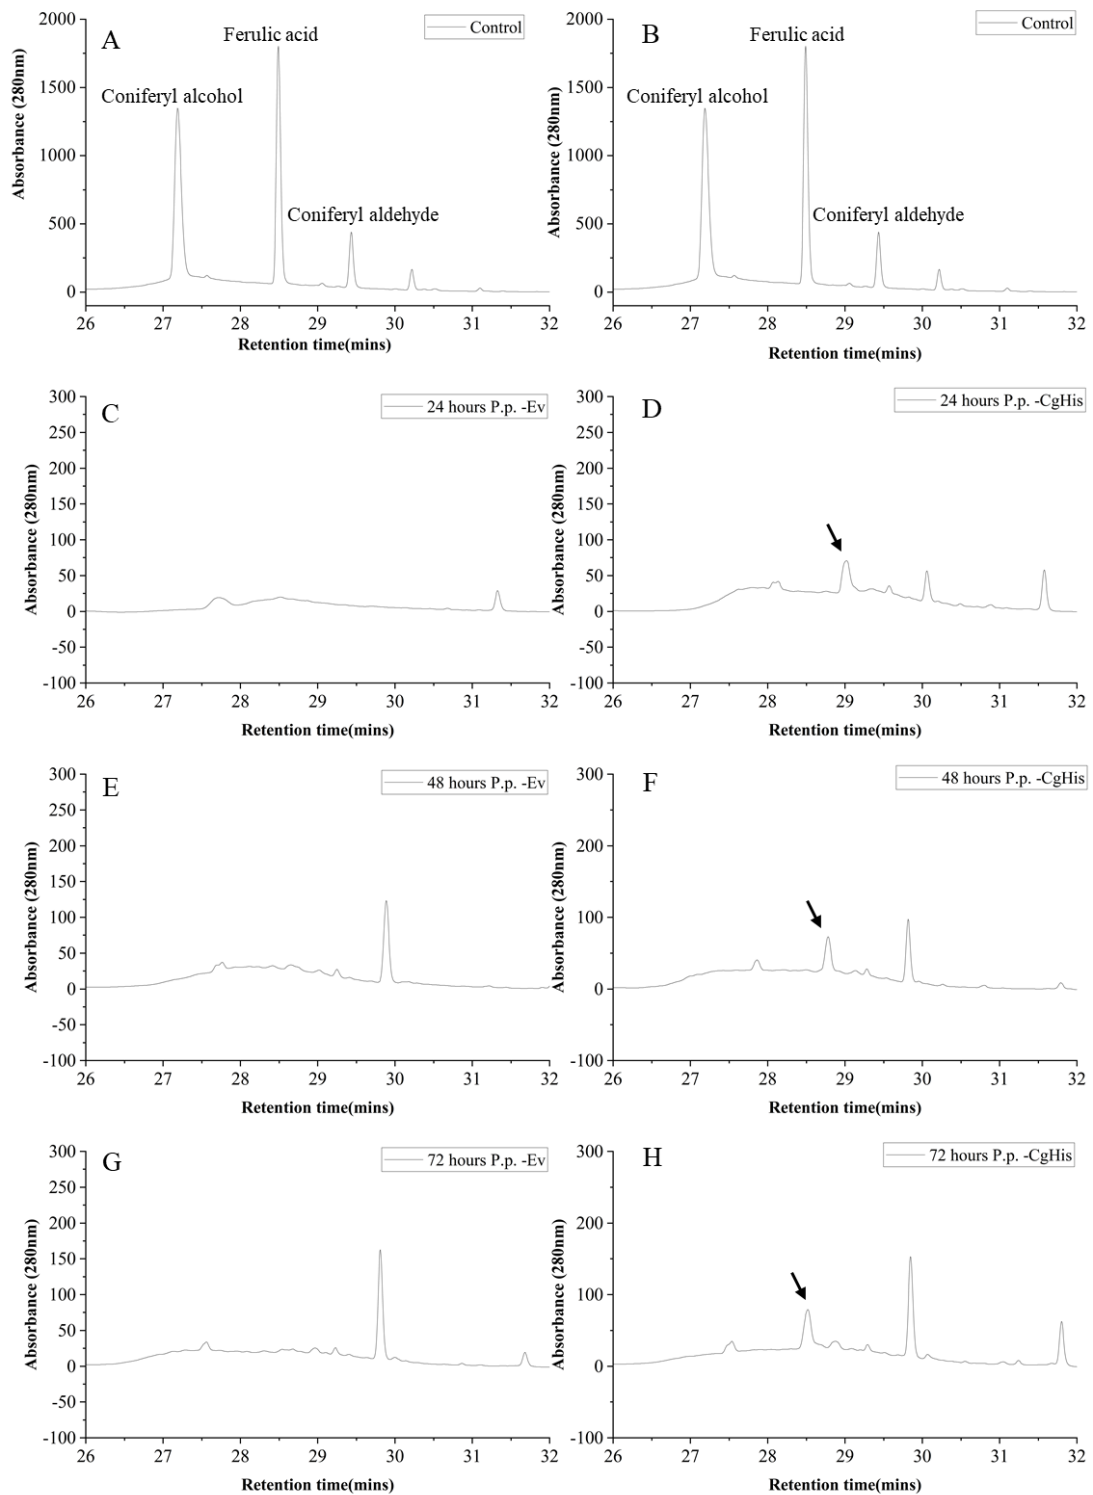 A
Control
Ferulic acid
Coniferyl alcohol
Coniferyl aldehyde
Absorbance (280nm)
2000
1500
1000
500
0
26 27 28 29 30 31 32
Retention time(mins)
B
Control
Ferulic acid
Coniferyl alcohol
Coniferyl aldehyde
Absorbance (280nm)
2000
1500
1000
500
0
26 27 28 29 30 31 32
Retention time(mins)
C
24 hours P.p. -Ev
Absorbance (280nm)
300
250
200
150
100
50
0
-50
-100
26 27 28 29 30 31 32
Retention time(mins)
D
24 hours P.p. -CgHis
Absorbance (280nm)
300
250
200
150
100
50
0
-50
-100
26 27 28 29 30 31 32
Retention time(mins)
E
48 hours P.p. -Ev
Absorbance (280nm)
300
250
200
150
100
50
0
-50
-100
26 27 28 29 30 31 32
Retention time(mins)
F
48 hours P.p. -CgHis
Absorbance (280nm)
300
250
200
150
100
50
0
-50
-100
26 27 28 29 30 31 32
Retention time(mins)
G
72 hours P.p. -Ev
Absorbance (280nm)
300
250
200
150
100
50
0
-50
-100
26 27 28 29 30 31 32
Retention time(mins)
H
72 hours P.p. -CgHis
Absorbance (280nm)
300
250
200
150
100
50
0
-50
-100
26 27 28 29 30 31 32
Retention time(mins)